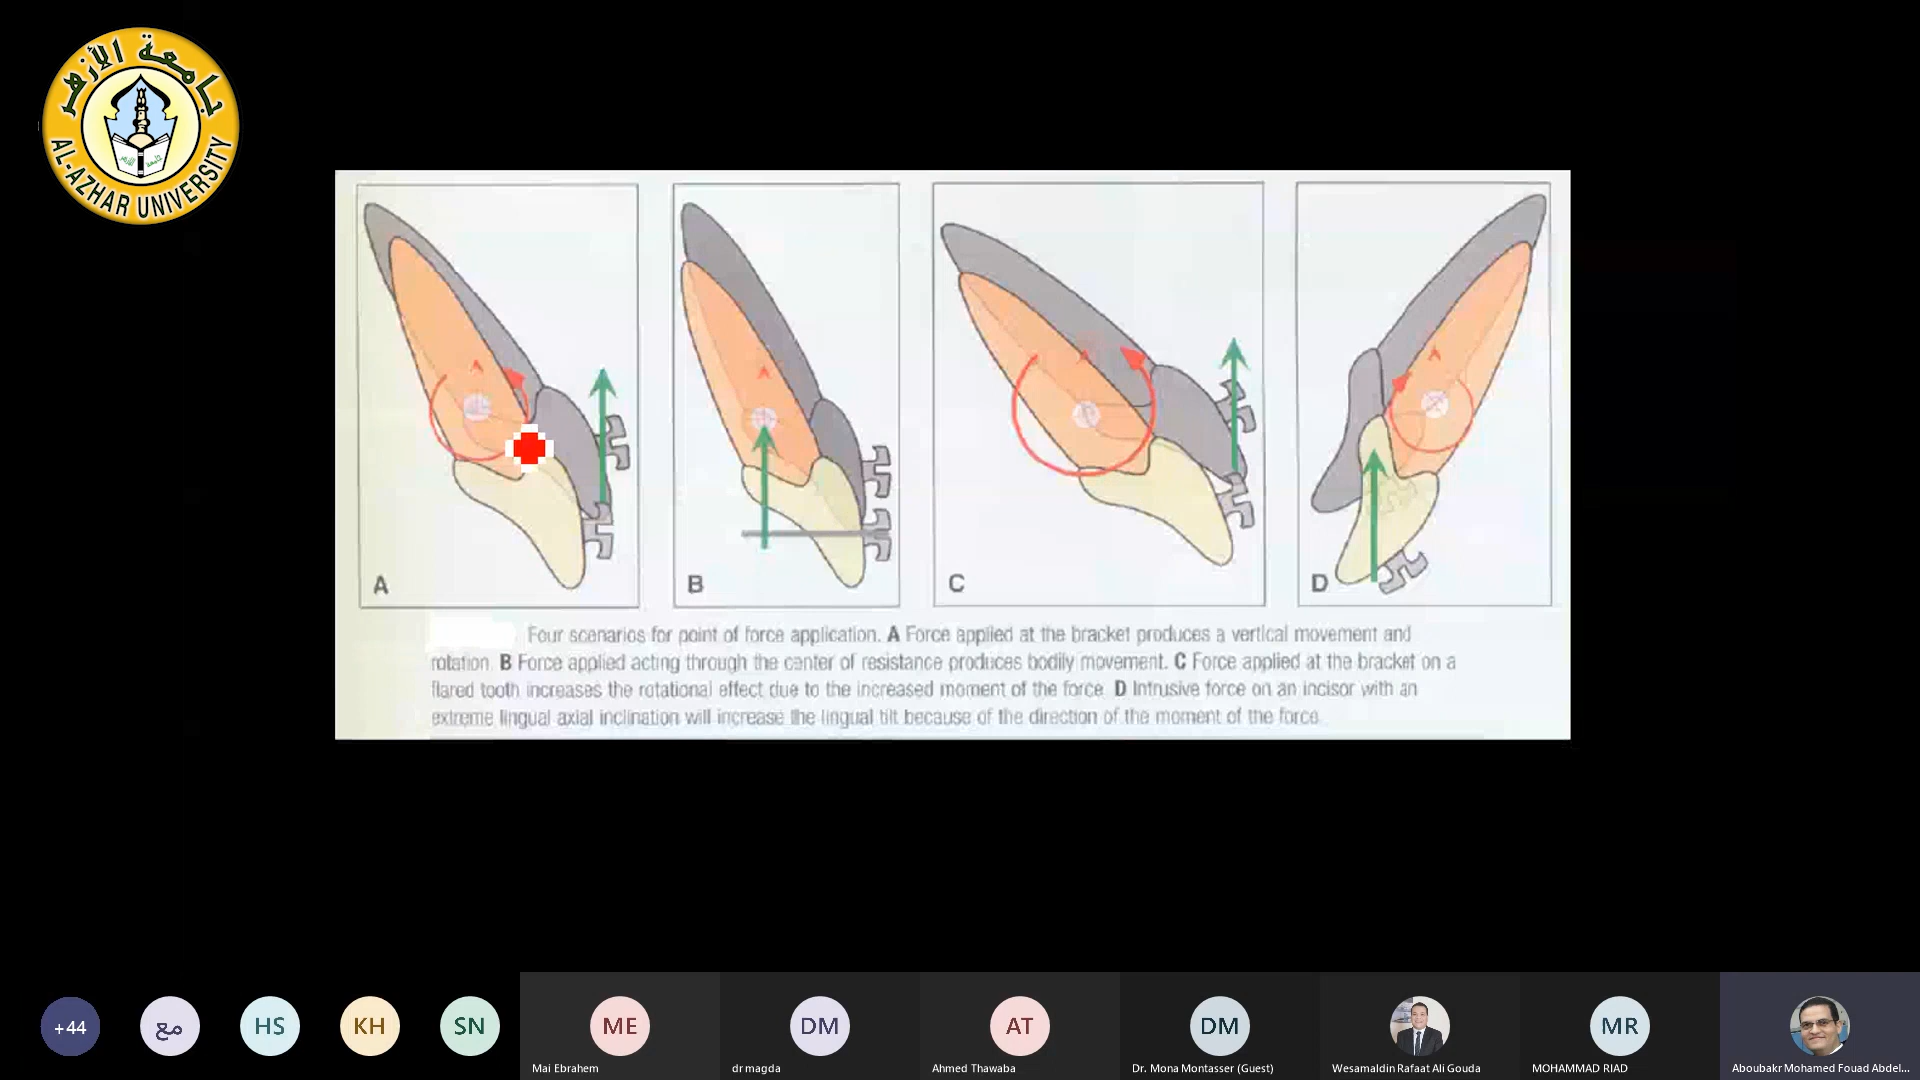 جامعة الأزهر
AL-AZHAR UNIVERSITY
A
B
C
D
Four scenarios for point of force application. A Force applied at the bracket produces a vertical movement and
rotation. B Force applied acting through the center of resistance produces bodily movement. C Force applied at the bracket on a
flared tooth increases the rotational effect due to the increased moment of the force. D Intrusive force on an incisor with an
extreme lingual axial inclination will increase the lingual tilt because of the direction of the moment of the force.
+44
مع
HS
KH
SN
ME
DM
AT
DM
MR
Mai Ebrahem
dr magda
Ahmed Thawaba
Dr. Mona Montasser (Guest)
Wesamaldin Rafaat Ali Gouda
MOHAMMAD RIAD
Aboubakr Mohamed Fouad Abdel...